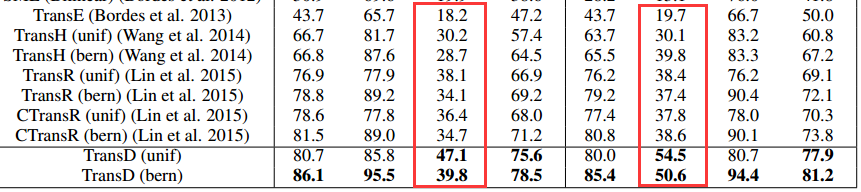 TransE (Bordes et al. 2013) 43.7 65.7 18.2 47.2 43.7 19.7 66.7 50.0
TransH (unif) (Wang et al. 2014) 66.7 81.7 30.2 57.4 63.7 30.1 83.2 60.8
TransH (bern) (Wang et al. 2014) 66.8 87.6 28.7 64.5 65.5 39.8 83.3 67.2
TransR (unif) (Lin et al. 2015) 76.9 77.9 38.1 66.9 76.2 38.4 76.2 69.1
TransR (bern) (Lin et al. 2015) 78.8 89.2 34.1 69.2 79.2 37.4 90.4 72.1
CTransR (unif) (Lin et al. 2015) 78.6 77.8 36.4 68.0 77.4 37.8 78.0 70.3
CTransR (bern) (Lin et al. 2015) 81.5 89.0 34.7 71.2 80.8 38.6 90.1 73.8
TransD (unif) 80.7 85.8 47.1 75.6 80.0 54.5 80.7 77.9
TransD (bern) 86.1 95.5 39.8 78.5 85.4 50.6 94.4 81.2